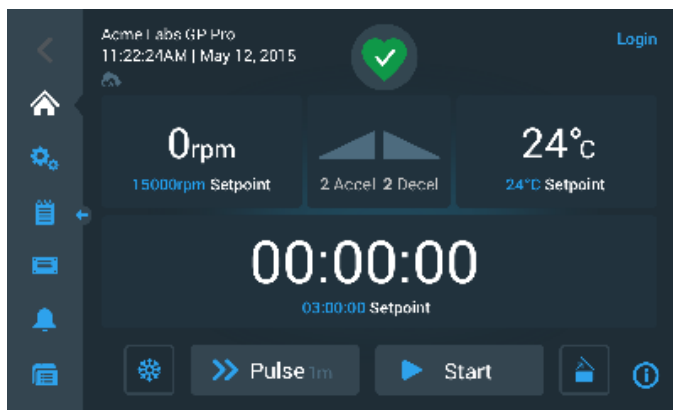 Acme Labs GP Pro
Login
11:22:24AM | May 12, 2015
0rpm
15000rpm Setpoint
2 Accel 2 Decel
24°c
24°C Setpoint
00:00:00
03:00:00 Setpoint
Pulse 1m
Start